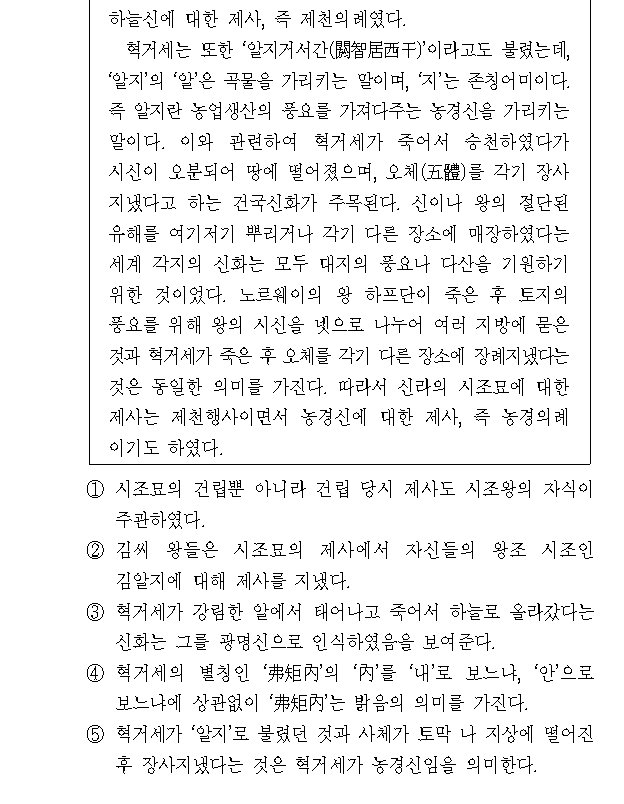 하늘신에 대한 제사, 즉 제천의례였다.
혁거세는 또한 ‘알지거서간(閼智居西干)’이라고도 불렸는데,
‘알지’의 ‘알’은 곡물을 가리키는 말이며, ‘지’는 존칭어미이다.
즉 알지란 농업생산의 풍요를 가져다주는 농경신을 가리키는
말이다. 이와 관련하여 혁거세가 죽어서 승천하였다가
시신이 오분되어 땅에 떨어졌으며, 오체(五體)를 각기 장사
지냈다고 하는 건국신화가 주목된다. 신이나 왕의 절단된
유해를 여기저기 뿌리거나 각기 다른 장소에 매장하였다는
세계 각지의 신화는 모두 대지의 풍요나 다산을 기원하기
위한 것이었다. 노르웨이의 왕 하프단이 죽은 후 토지의
풍요를 위해 왕의 시신을 넷으로 나누어 여러 지방에 묻은
것과 혁거세가 죽은 후 오체를 각기 다른 장소에 장례지냈다는
것은 동일한 의미를 가진다. 따라서 신라의 시조묘에 대한
제사는 제천행사이면서 농경신에 대한 제사, 즉 농경의례
이기도 하였다.
① 시조묘의 건립뿐 아니라 건립 당시 제사도 시조왕의 자식이
주관하였다.
② 김씨 왕들은 시조묘의 제사에서 자신들의 왕조 시조인
김알지에 대해 제사를 지냈다.
③ 혁거세가 강림한 알에서 태어나고 죽어서 하늘로 올라갔다는
신화는 그를 광명신으로 인식하였음을 보여준다.
④ 혁거세의 별칭인 ‘弗矩內’의 ‘內’를 ‘내’로 보느냐, ‘안’으로
보느냐에 상관없이 ‘弗矩內’는 밝음의 의미를 가진다.
⑤ 혁거세가 ‘알지’로 불렸던 것과 사체가 토막 나 지상에 떨어진
후 장사지냈다는 것은 혁거세가 농경신임을 의미한다.